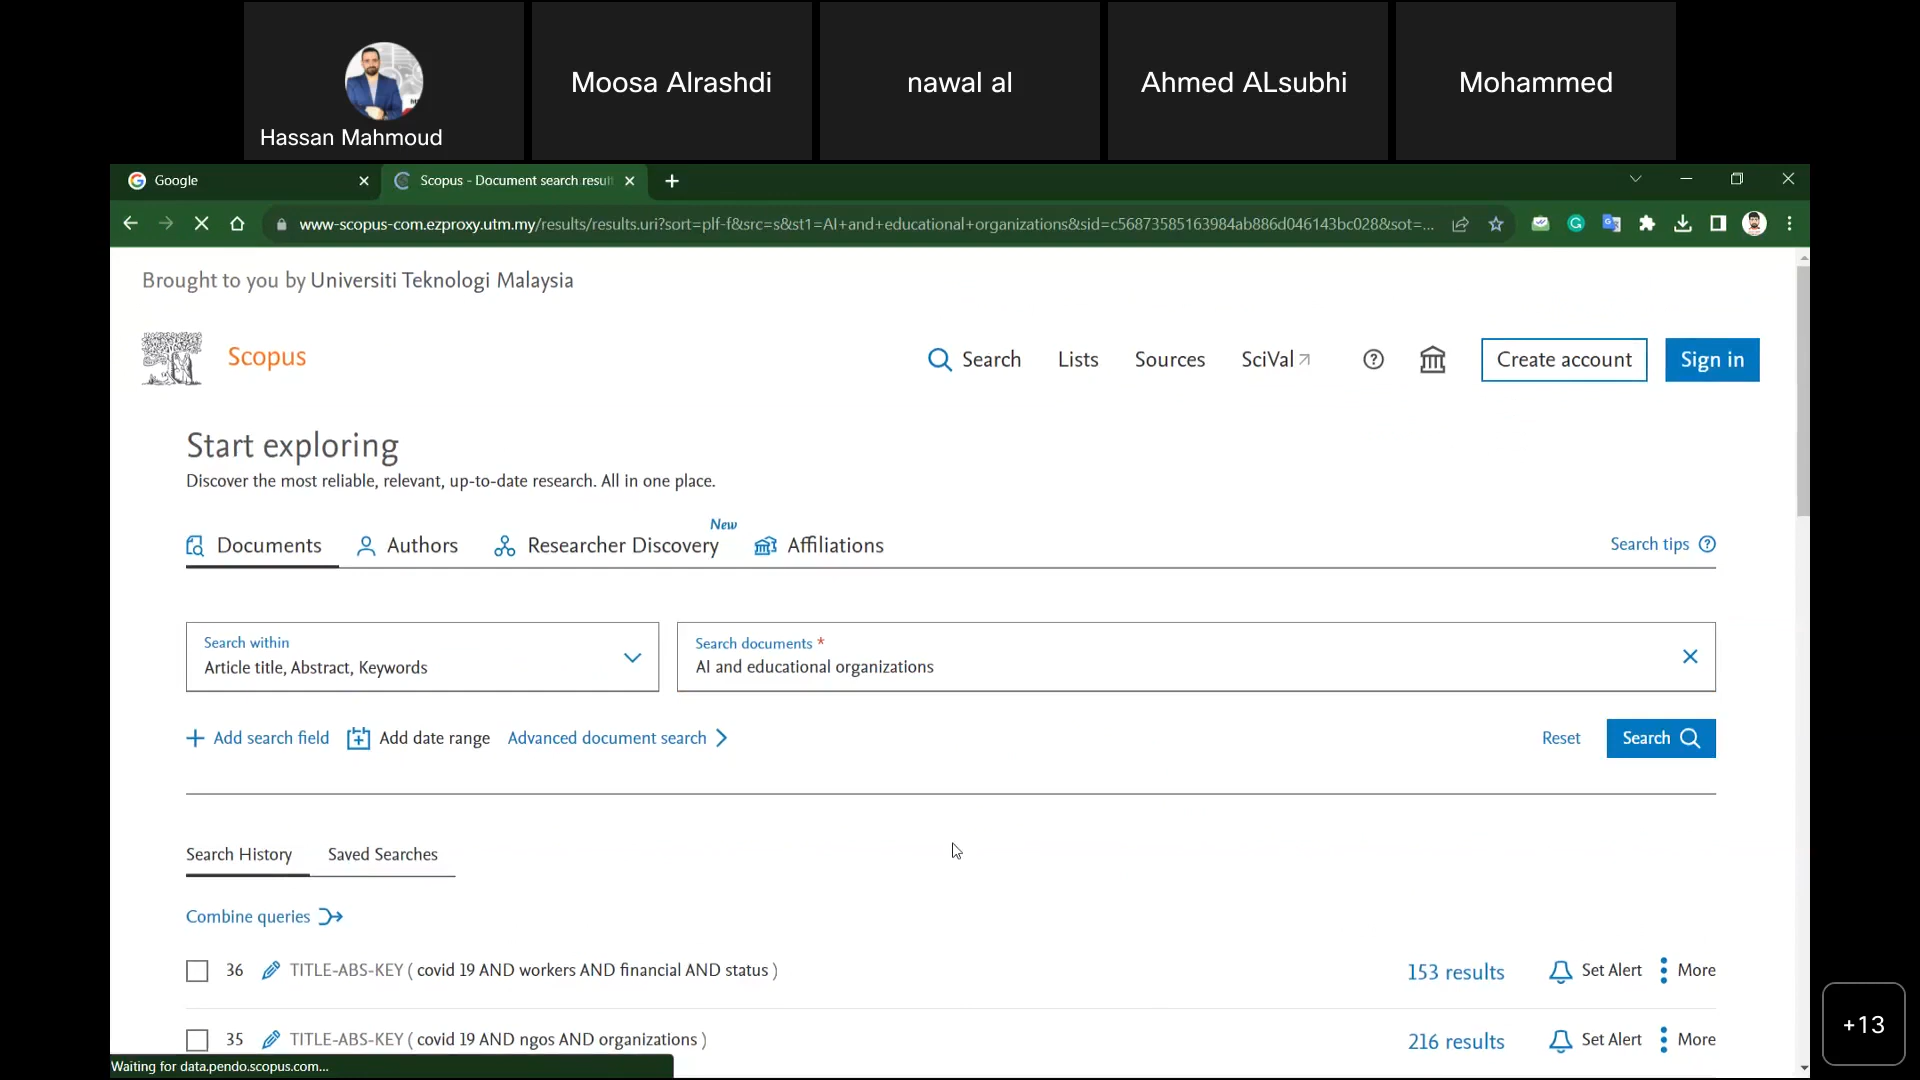 Hassan Mahmoud
Moosa Alrashdi
nawal al
Ahmed ALsubhi
Mohammed
Google
Scopus - Document search resul
www-scopus-com.ezproxy.utm.my/results/results.uri?sort=plf-f&src=s&st1=AI+and+educational+organizations&sid=c56873585163984ab886d046143bc028&sot=...
Brought to you by Universiti Teknologi Malaysia
Scopus
Search
Lists
Sources
SciVal
Create account
Sign in
Start exploring
Discover the most reliable, relevant, up-to-date research. All in one place.
New
Documents
Authors
Researcher Discovery
Affiliations
Search tips
Search within
Article title, Abstract, Keywords
Search documents *
AI and educational organizations
Add search field
Add date range
Advanced document search
Reset
Search
Search History
Saved Searches
Combine queries
36 TITLE-ABS-KEY ( covid 19 AND workers AND financial AND status ) 153 results Set Alert More
35 TITLE-ABS-KEY ( covid 19 AND ngos AND organizations ) 216 results Set Alert More
Waiting for data.pendo.scopus.com...
+13